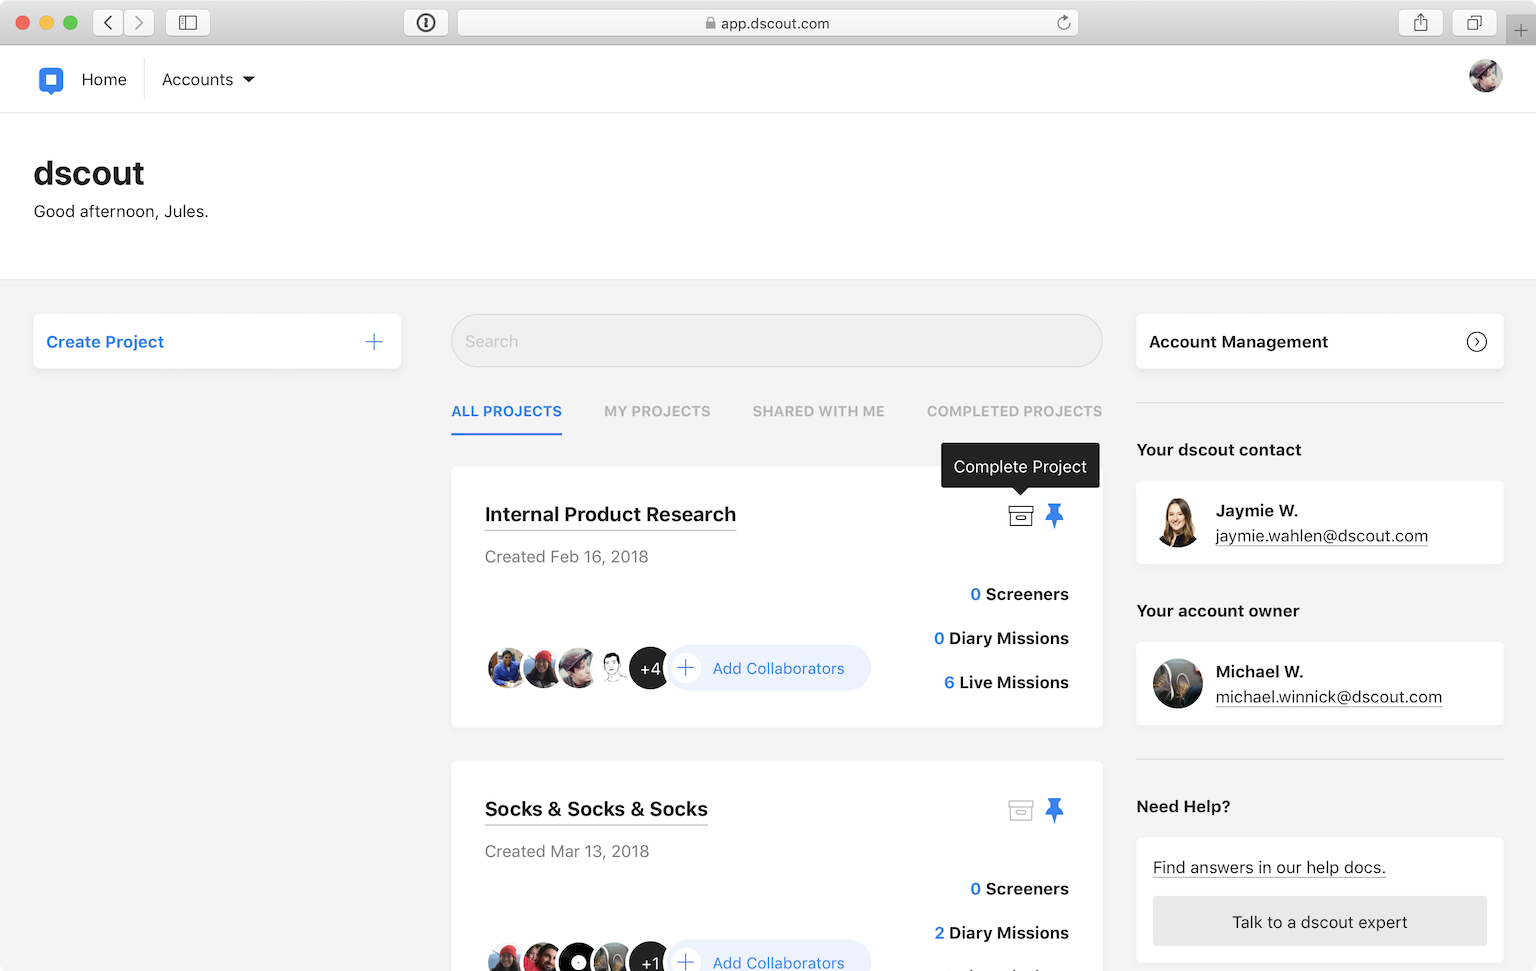 app.dscout.com
Home
Accounts
dscout
Good afternoon, Jules.
Create Project
Search
ALL PROJECTS
MY PROJECTS
SHARED WITH ME
COMPLETED PROJECTS
Complete Project
Internal Product Research
Created Feb 16, 2018
0 Screeners
0 Diary Missions
6 Live Missions
+4
Add Collaborators
Socks & Socks & Socks
Created Mar 13, 2018
0 Screeners
2 Diary Missions
+1
Add Collaborators
Account Management
Your dscout contact
Jaymie W.
jaymie.wahlen@dscout.com
Your account owner
Michael W.
michael.winnick@dscout.com
Need Help?
Find answers in our help docs.
Talk to a dscout expert